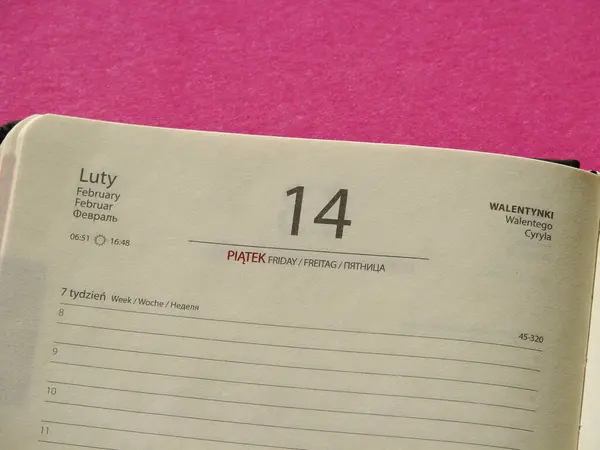 Luty
February
Februar
Февраль
06:51 16:48
14
PIĄTEK FRIDAY / FREITAG / ПЯТНИЦА
WALENTYNKI
Walentego
Cyryla
7 tydzień Week / Woche / Неделя
45-320
8
9
10
11